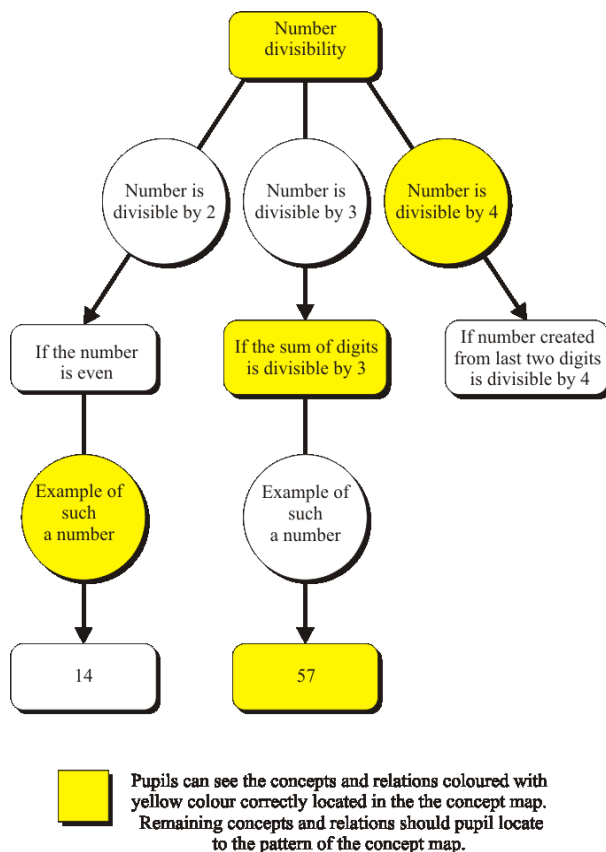 Number
divisibility
Number is
divisible by 2
Number is
divisible by 3
Number is
divisible by 4
If the number
is even
If the sum of digits
is divisible by 3
If number created
from last two digits
is divisible by 4
Example of
such
a number
Example of
such
a number
14
57
Pupils can see the concepts and relations coloured with
yellow colour correctly located in the the concept map.
Remaining concepts and relations should pupil locate
to the pattern of the concept map.